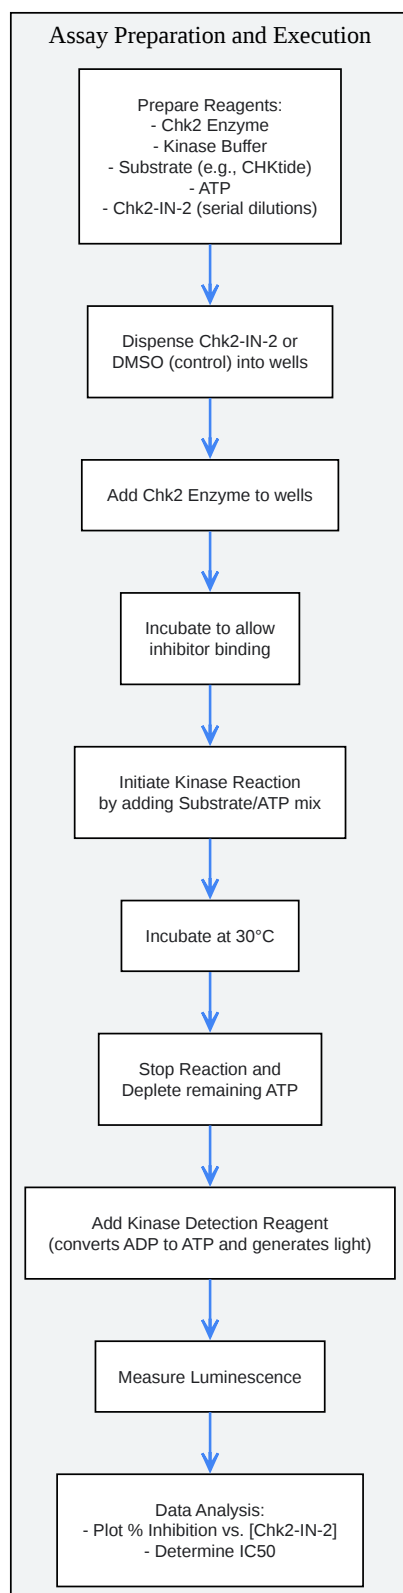 Assay Preparation and Execution
Prepare Reagents:
- Chk2 Enzyme
- Kinase Buffer
- Substrate (e.g., CHKtide)
- ATP
- Chk2-IN-2 (serial dilutions)
Dispense Chk2-IN-2 or
DMSO (control) into wells
Add Chk2 Enzyme to wells
Incubate to allow
inhibitor binding
Initiate Kinase Reaction
by adding Substrate/ATP mix
Incubate at 30°C
Stop Reaction and
Deplete remaining ATP
Add Kinase Detection Reagent
(converts ADP to ATP and generates light)
Measure Luminescence
Data Analysis:
- Plot % Inhibition vs. [Chk2-IN-2]
- Determine IC50